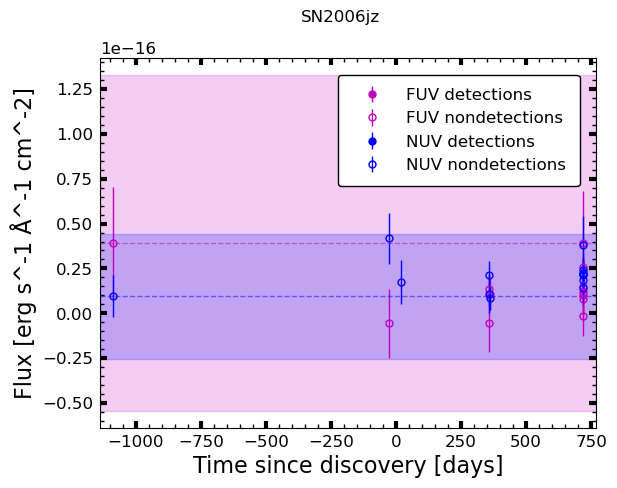 SN2006jz
1e−16
Flux [erg s^-1 Å^-1 cm^-2]
1.25
1.00
0.75
0.50
0.25
0.00
−0.25
−0.50
FUV detections
FUV nondetections
NUV detections
NUV nondetections
−1000 −750 −500 −250 0 250 500 750
Time since discovery [days]